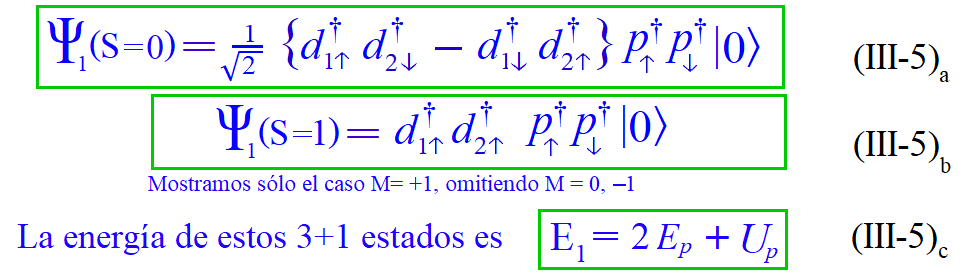 Ψ₁(S=0) = 1/√2 {d†₁↑ d†₂↓ − d†₁↓ d†₂↑} p†↑ p†↓ |0⟩ (III-5)ₐ
Ψ₁(S=1) = d†₁↑ d†₂↑ p†↑ p†↓ |0⟩ (III-5)_b
Mostramos sólo el caso M= +1, omitiendo M = 0, −1
La energía de estos 3+1 estados es E₁ = 2 Eₚ + Uₚ (III-5)_c